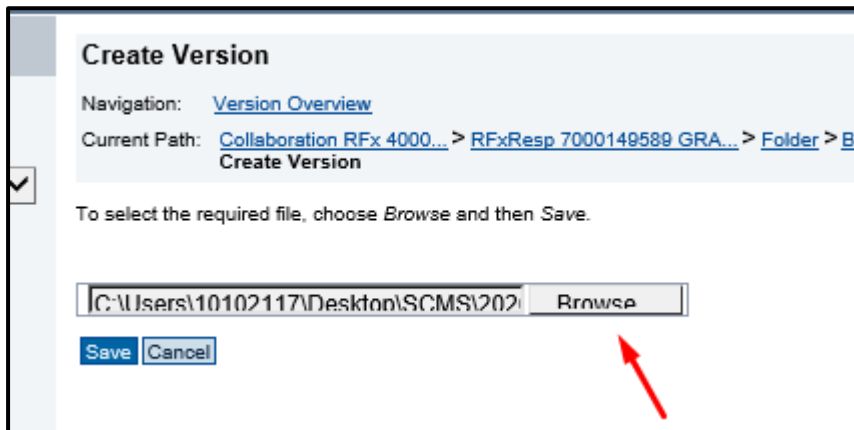 Create Version
Navigation: Version Overview
Current Path: Collaboration RFx 4000... > RFxResp 7000149589 GRA... > Folder > B
Create Version
To select the required file, choose Browse and then Save.
C:\Users\10102117\Desktop\SCMS\202 Browse
Save Cancel